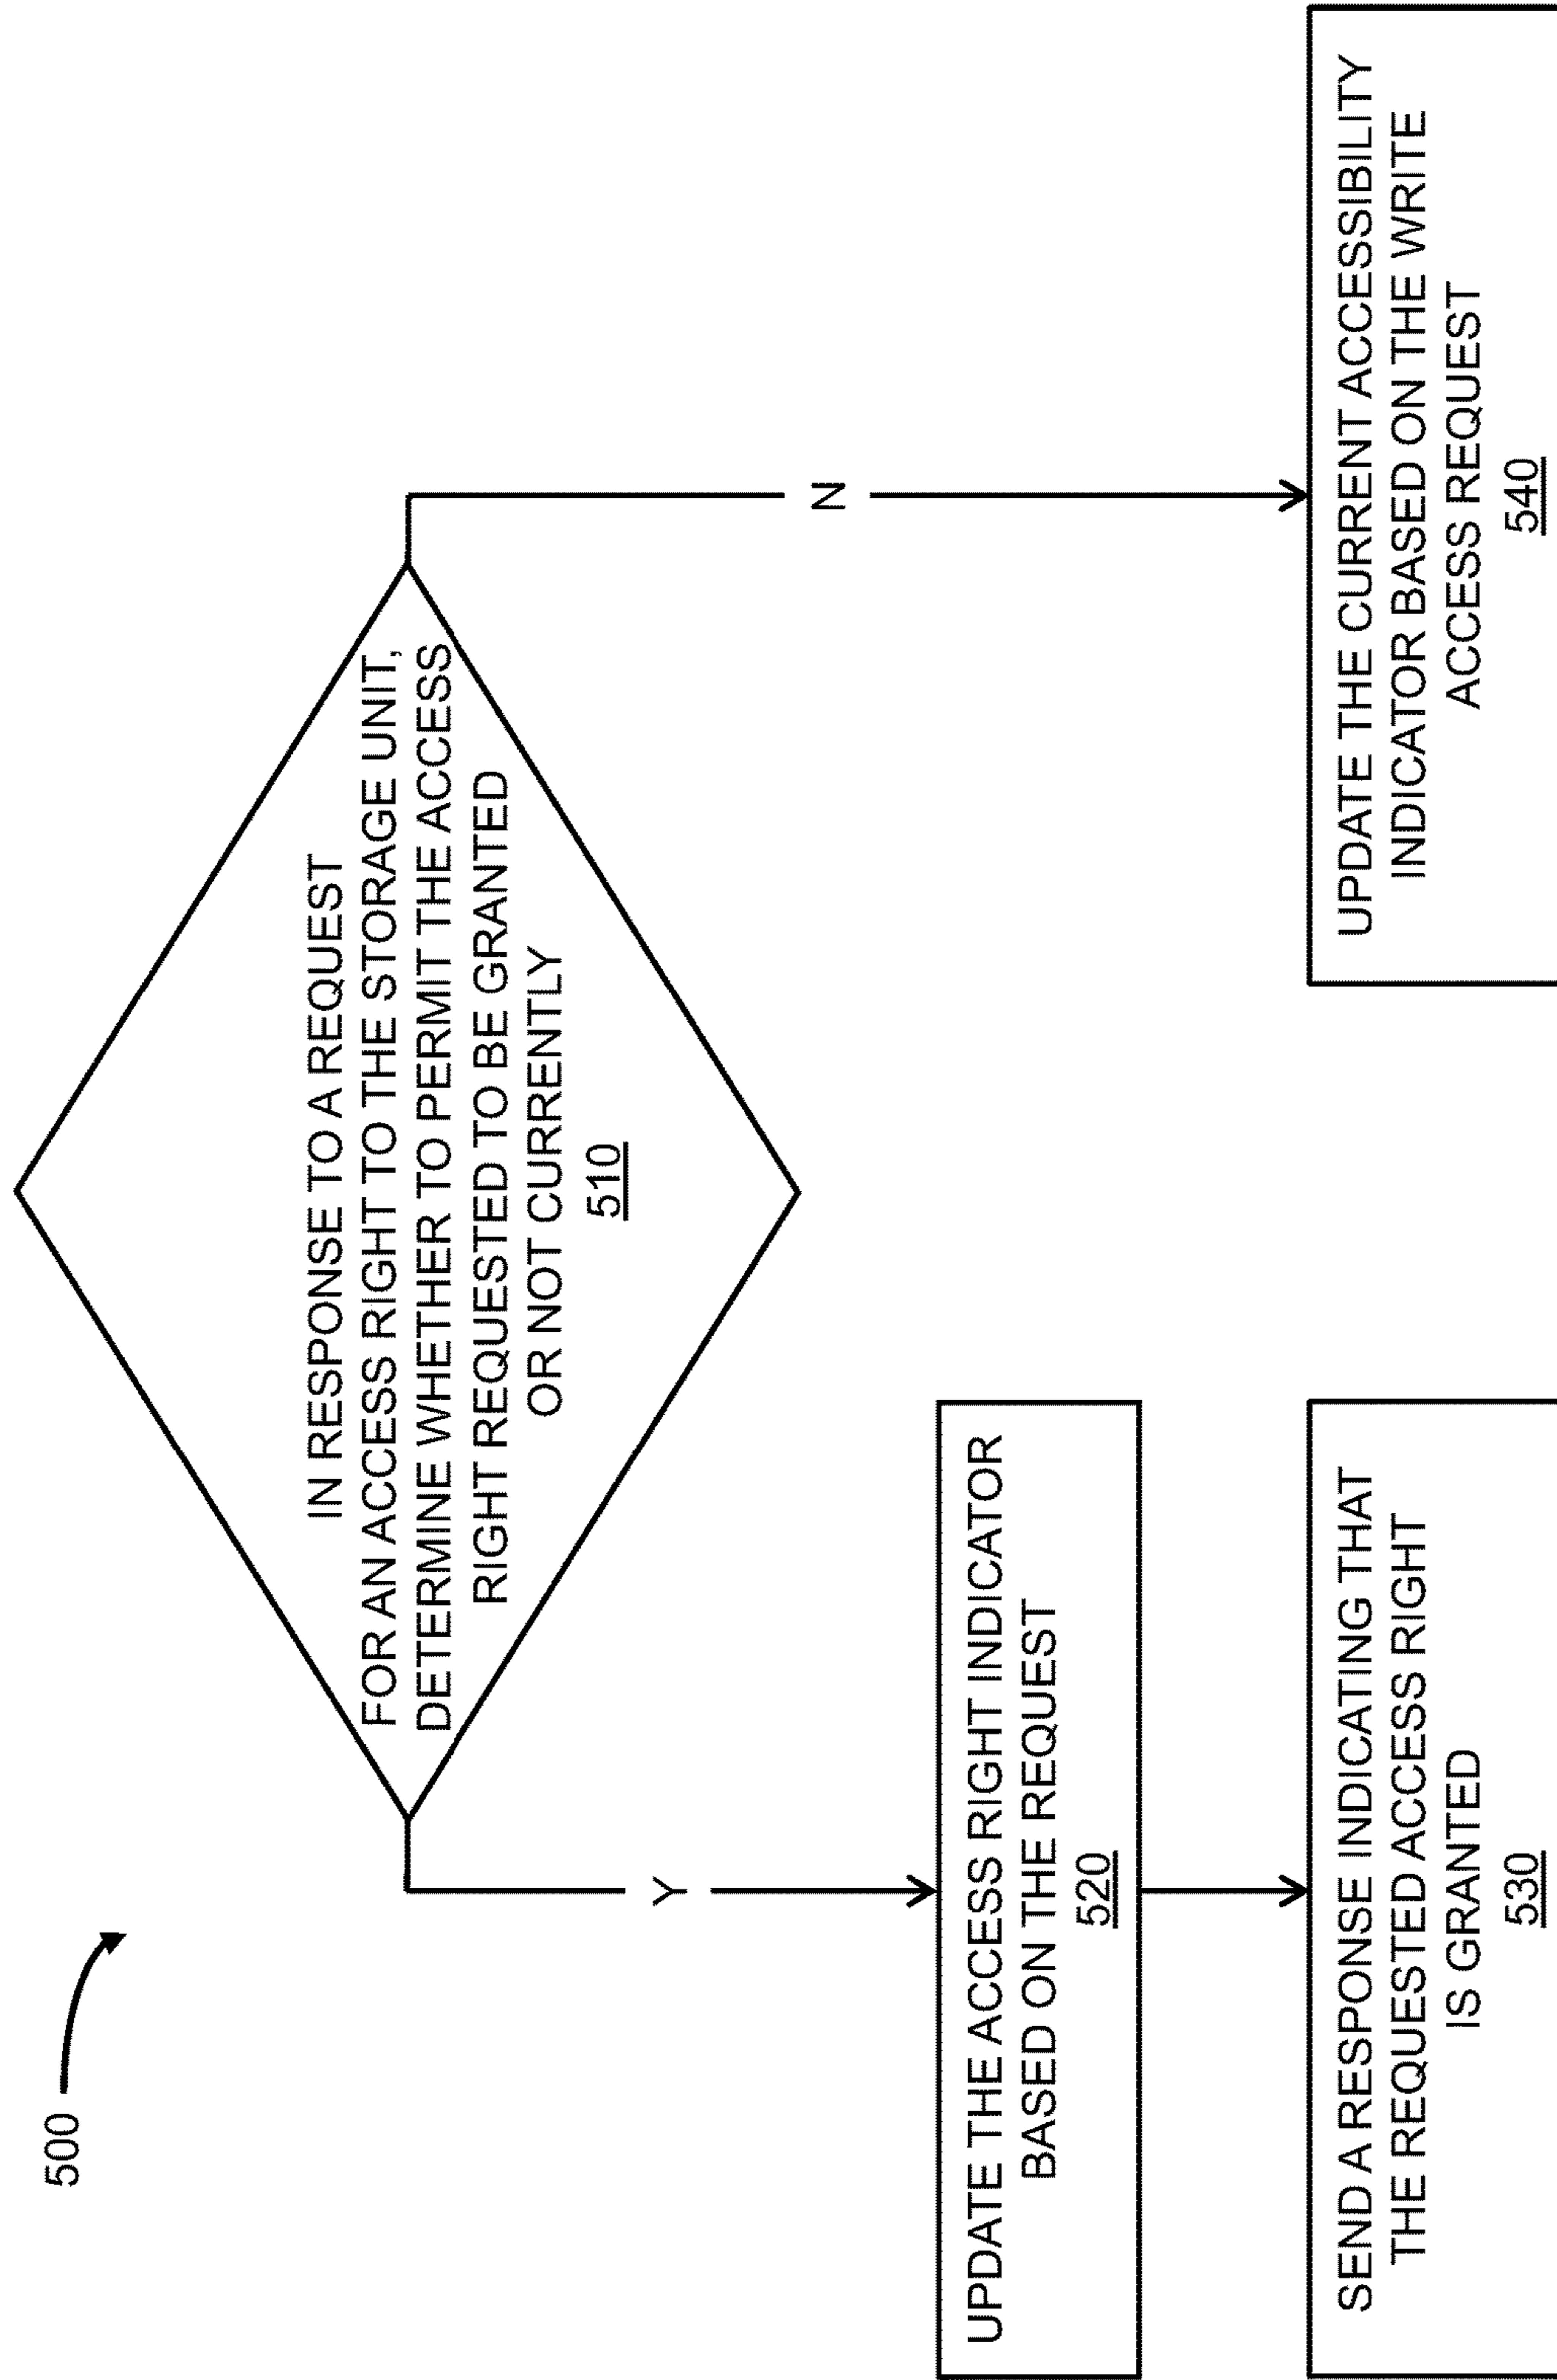 500
IN RESPONSE TO A REQUEST
FOR AN ACCESS RIGHT TO THE STORAGE UNIT,
DETERMINE WHETHER TO PERMIT THE ACCESS
RIGHT REQUESTED TO BE GRANTED
OR NOT CURRENTLY
510
Y
N
UPDATE THE ACCESS RIGHT INDICATOR
BASED ON THE REQUEST
520
SEND A RESPONSE INDICATING THAT
THE REQUESTED ACCESS RIGHT
IS GRANTED
530
UPDATE THE CURRENT ACCESSIBILITY
INDICATOR BASED ON THE WRITE
ACCESS REQUEST
540